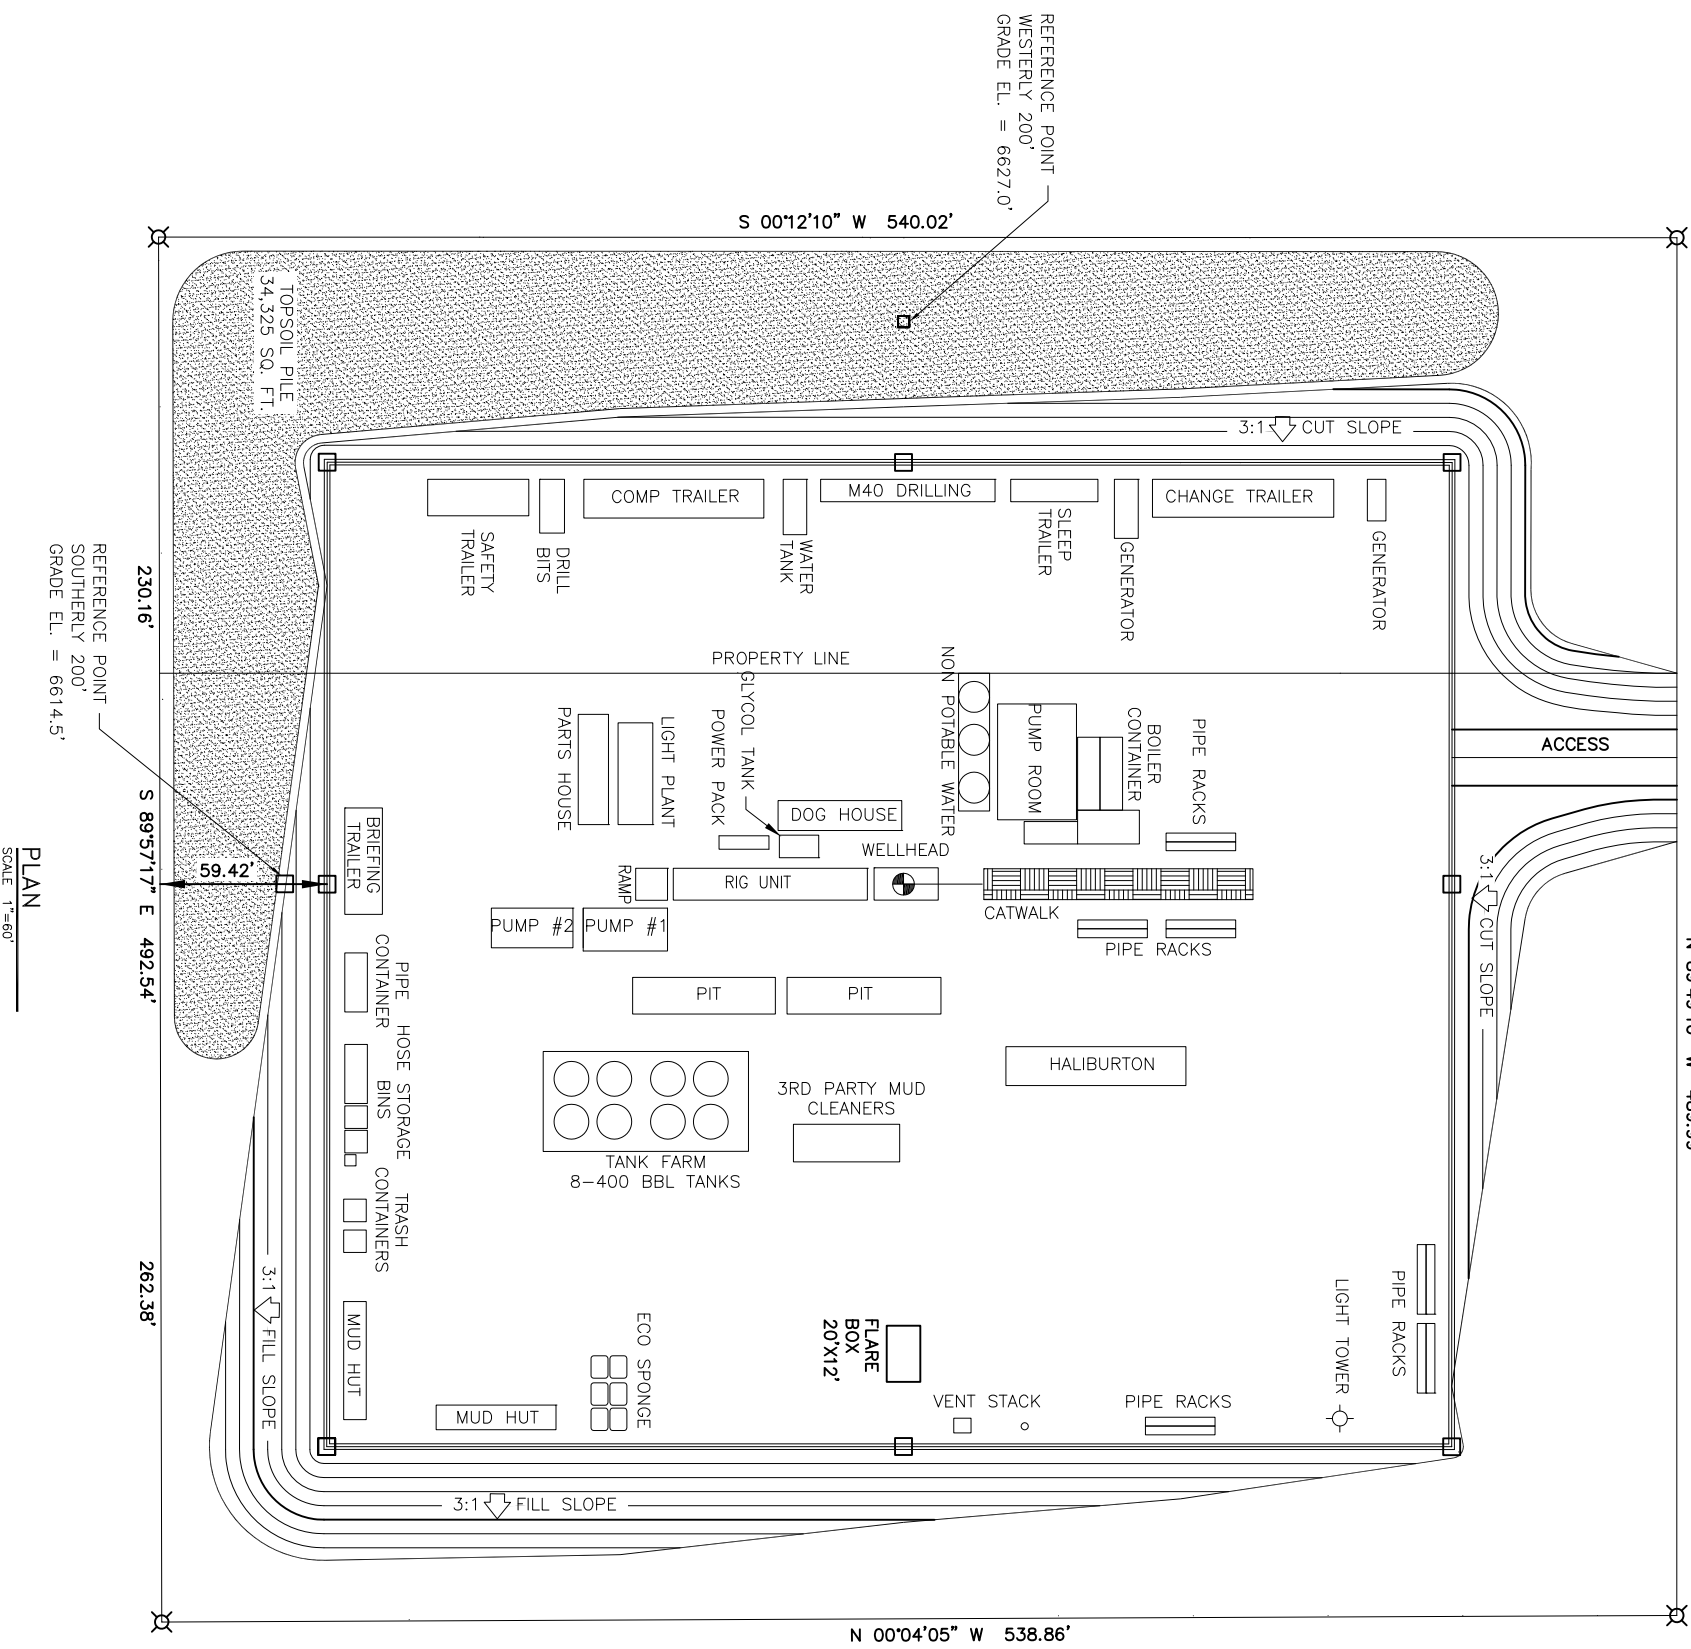 REFERENCE POINT
WESTERLY 200'
GRADE EL. = 6627.0'
S 00°12'10" W 540.02'
TOPSOIL PILE
34,325 SQ. FT.
3:1 CUT SLOPE
COMP TRAILER
M40 DRILLING
CHANGE TRAILER
SAFETY
TRAILER
DRILL
BITS
WATER
TANK
SLEEP
TRAILER
GENERATOR
GENERATOR
REFERENCE POINT
SOUTHERLY 200'
GRADE EL. = 6614.5'
230.16'
PROPERTY LINE
NON POTABLE WATER
PUMP ROOM
BOILER
CONTAINER
PIPE RACKS
ACCESS
PARTS HOUSE
LIGHT PLANT
POWER PACK
GLYCOL TANK
DOG HOUSE
WELLHEAD
S 89°57'17" E 492.54'
59.42'
BRIEFING
TRAILER
RAMP
RIG UNIT
CATWALK
3:1 CUT SLOPE
PUMP #2
PUMP #1
PIPE RACKS
PIPE
CONTAINER
PIT
PIT
HOSE STORAGE
BINS
HALIBURTON
3RD PARTY MUD
CLEANERS
TANK FARM
8-400 BBL TANKS
TRASH
CONTAINERS
262.38'
3:1 FILL SLOPE
MUD HUT
MUD HUT
ECO SPONGE
FLARE
BOX
20'X12'
VENT STACK
PIPE RACKS
LIGHT TOWER
PIPE RACKS
3:1 FILL SLOPE
N 00°04'05" W 538.86'
PLAN
SCALE 1"=60'